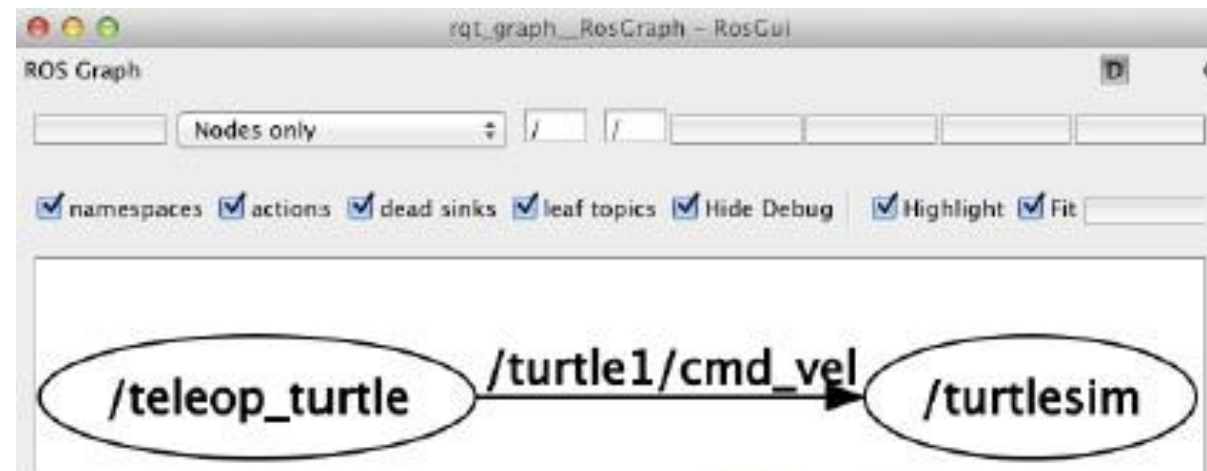 rqt_graph__RosGraph - RosGui
ROS Graph
D
Nodes only / /
namespaces actions dead sinks leaf topics Hide Debug Highlight Fit
/teleop_turtle /turtle1/cmd_vel /turtlesim